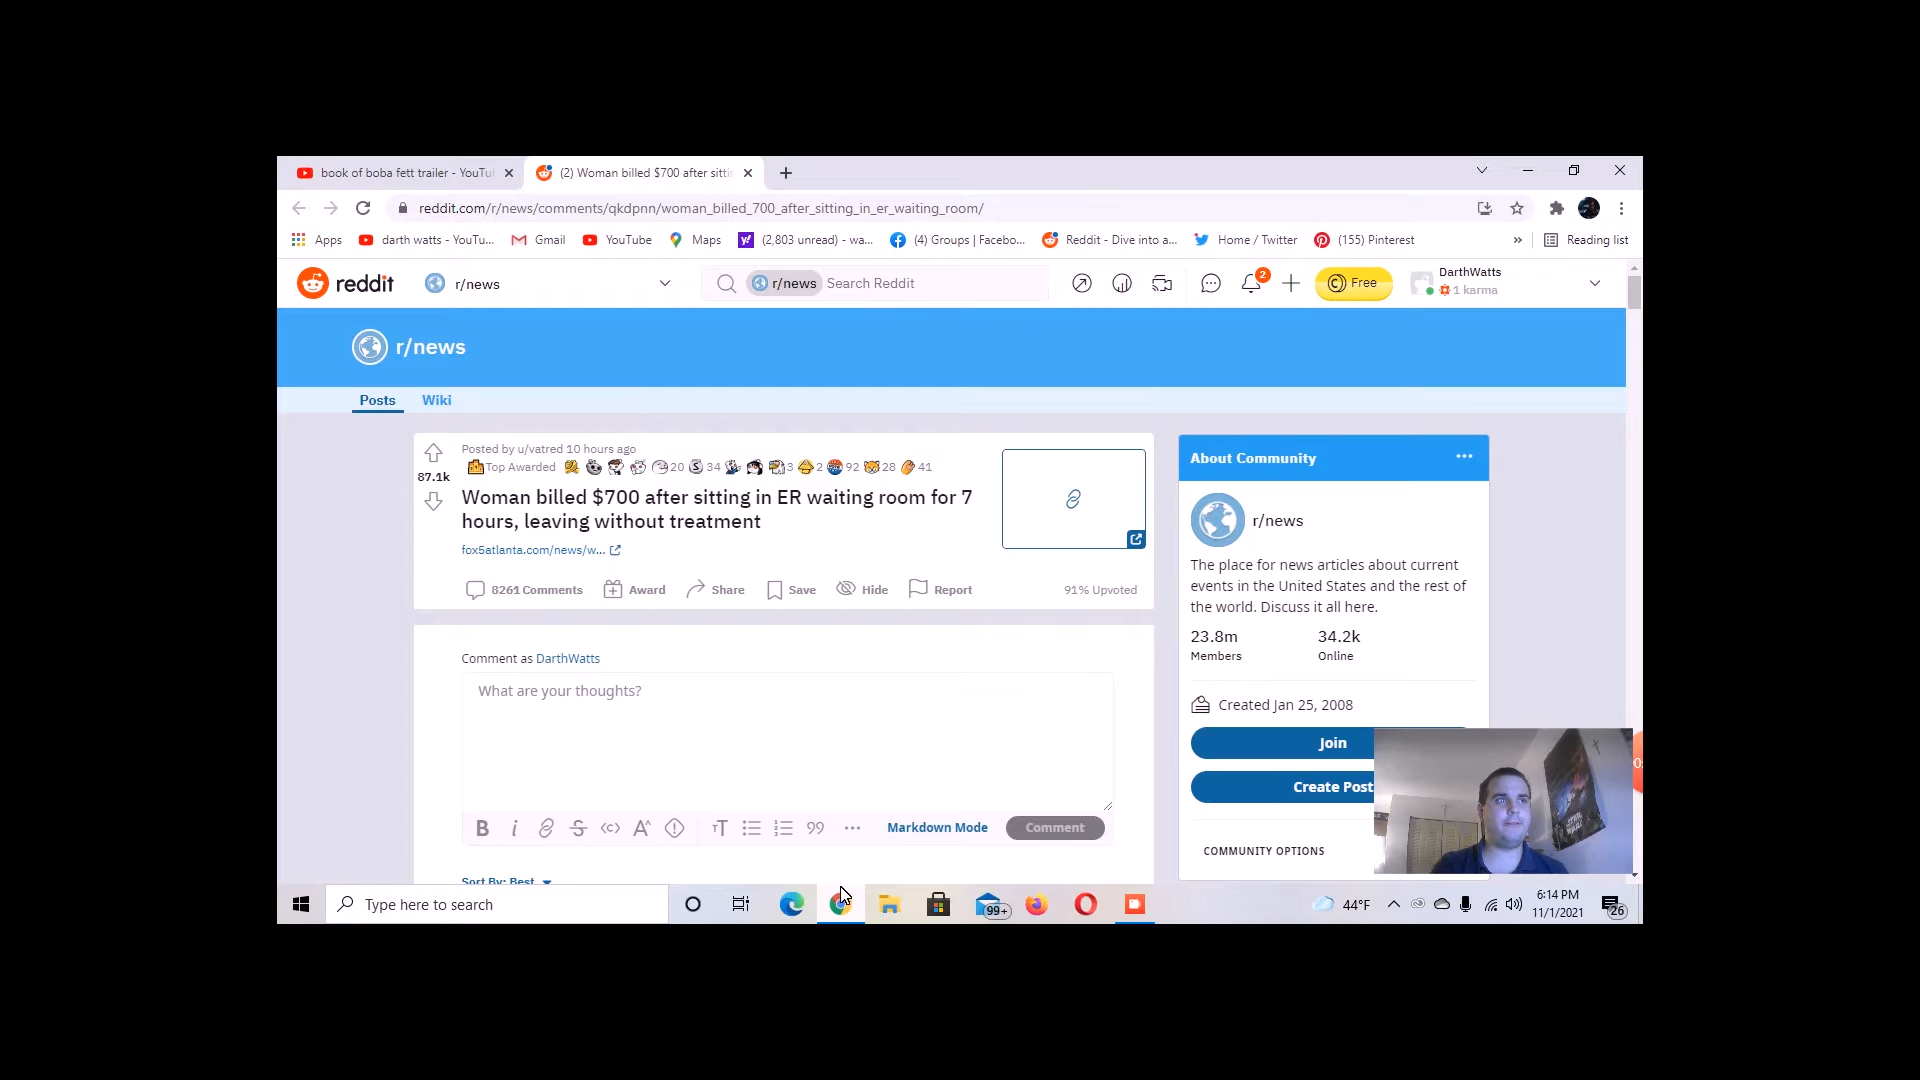 book of boba fett trailer - YouTu
(2) Woman billed $700 after sittin
reddit.com/r/news/comments/qkdpnn/woman_billed_700_after_sitting_in_er_waiting_room/
Apps
darth watts - YouTu...
Gmail
YouTube
Maps
(2,803 unread) - wa...
(4) Groups | Facebo...
Reddit - Dive into a...
Home / Twitter
(155) Pinterest
»
Reading list
reddit
r/news
r/news
Search Reddit
2
Free
DarthWatts
1 karma
r/news
Posts
Wiki
Posted by u/vatred 10 hours ago
Top Awarded 20 34 3 2 92 28 41
87.1k
Woman billed $700 after sitting in ER waiting room for 7
hours, leaving without treatment
fox5atlanta.com/news/w...
8261 Comments
Award
Share
Save
Hide
Report
91% Upvoted
Comment as DarthWatts
What are your thoughts?
Markdown Mode
Comment
Sort By: Best
About Community
r/news
The place for news articles about current
events in the United States and the rest of
the world. Discuss it all here.
23.8m
Members
34.2k
Online
Created Jan 25, 2008
Join
Create Post
COMMUNITY OPTIONS
STAR
WARS
Type here to search
99+
44°F
6:14 PM
11/1/2021
26